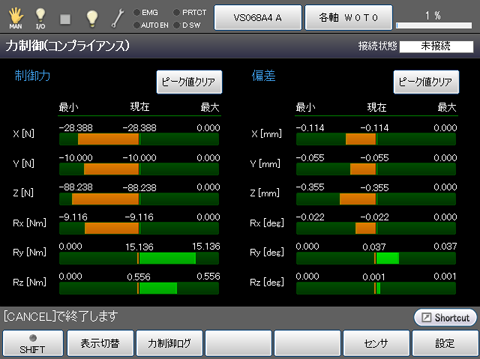 MAN I/O EMG PRTCT VS068A4 A 各軸 W0T0 1 %
AUTO EN D SW
力制御(コンプライアンス) 接続状態 未接続
制御力 ピーク値クリア 偏差 ピーク値クリア
最小 現在 最大 最小 現在 最大
X [N] -28.388 -28.388 0.000 X [mm] -0.114 -0.114 0.000
Y [N] -10.000 -10.000 0.000 Y [mm] -0.055 -0.055 0.000
Z [N] -88.238 -88.238 0.000 Z [mm] -0.355 -0.355 0.000
Rx [Nm] -9.116 -9.116 0.000 Rx [deg] -0.022 -0.022 0.000
Ry [Nm] 0.000 15.136 15.136 Ry [deg] 0.000 0.037 0.037
Rz [Nm] 0.000 0.556 0.556 Rz [deg] 0.000 0.001 0.001
[CANCEL]で終了します Shortcut
SHIFT 表示切替 力制御ログ センサ 設定